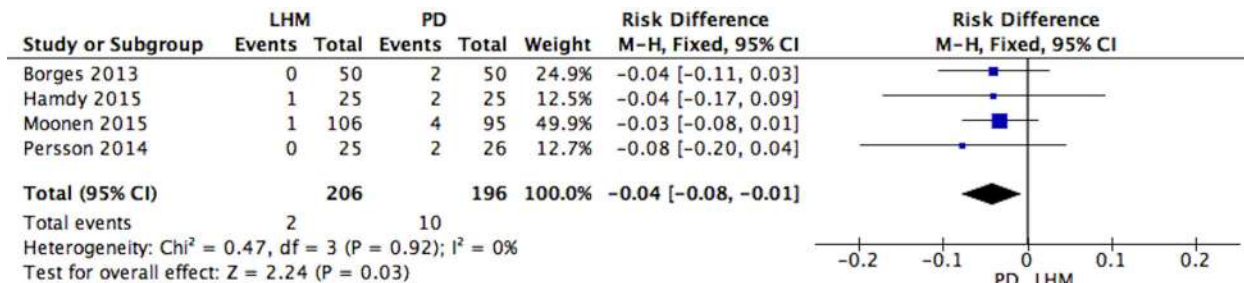 LHM PD Risk Difference Risk Difference
Study or Subgroup Events Total Events Total Weight M-H, Fixed, 95% CI M-H, Fixed, 95% CI
Borges 2013 0 50 2 50 24.9% -0.04 [-0.11, 0.03]
Hamdy 2015 1 25 2 25 12.5% -0.04 [-0.17, 0.09]
Moonen 2015 1 106 4 95 49.9% -0.03 [-0.08, 0.01]
Persson 2014 0 25 2 26 12.7% -0.08 [-0.20, 0.04]
Total (95% CI) 206 196 100.0% -0.04 [-0.08, -0.01]
Total events 2 10
Heterogeneity: Chi² = 0.47, df = 3 (P = 0.92); I² = 0%
Test for overall effect: Z = 2.24 (P = 0.03)
-0.2 -0.1 0 0.1 0.2
PD LHM